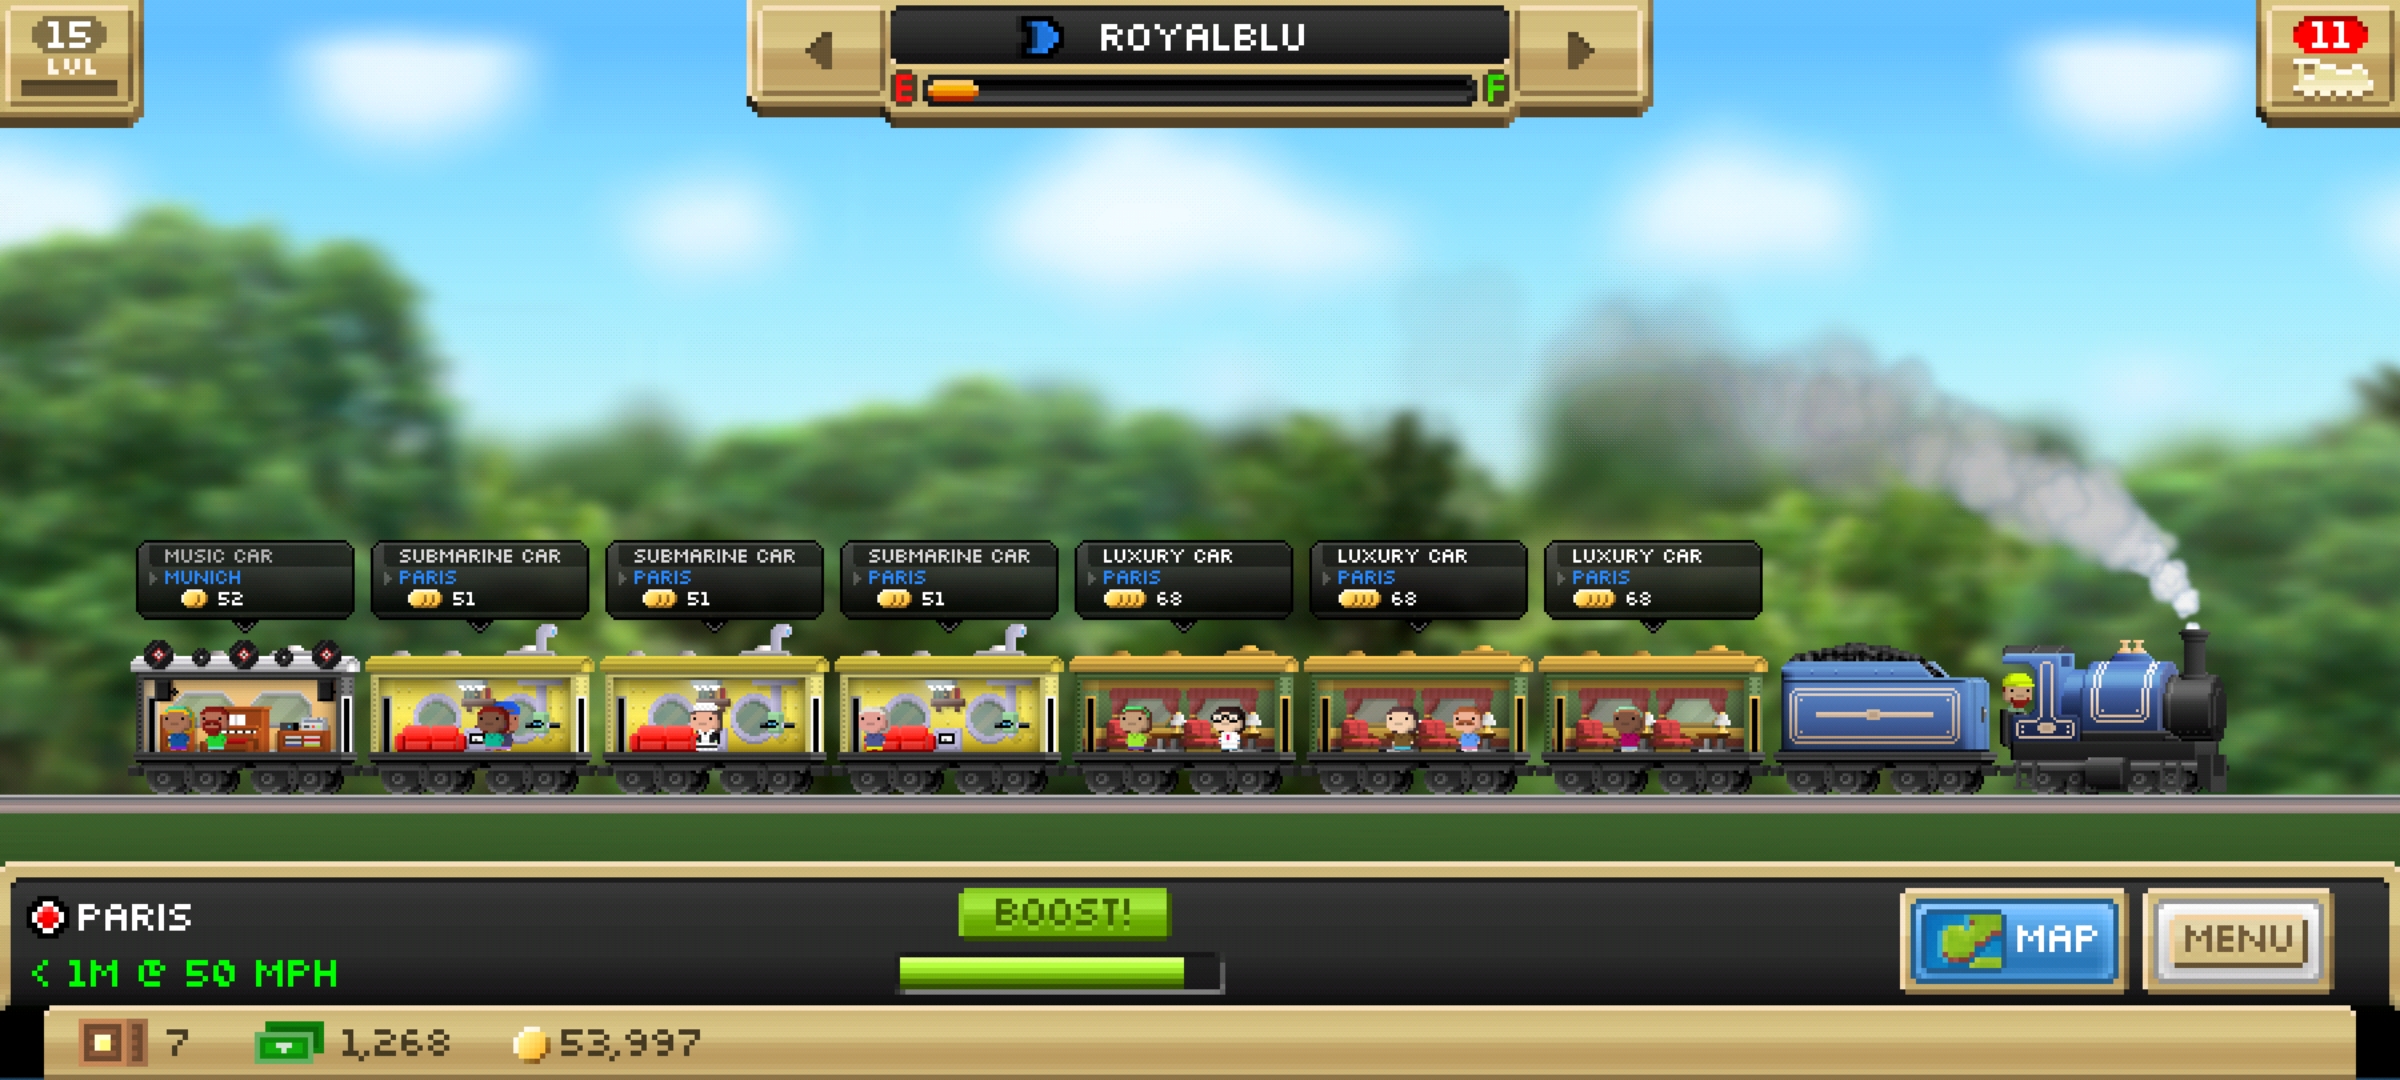 15
LVL
ROYALBLU
E F
11
MUSIC CAR
MUNICH
52
SUBMARINE CAR
PARIS
51
SUBMARINE CAR
PARIS
51
SUBMARINE CAR
PARIS
51
LUXURY CAR
PARIS
68
LUXURY CAR
PARIS
68
LUXURY CAR
PARIS
68
PARIS
< 1M @ 50 MPH
BOOST!
MAP
MENU
7 1,268 53,997